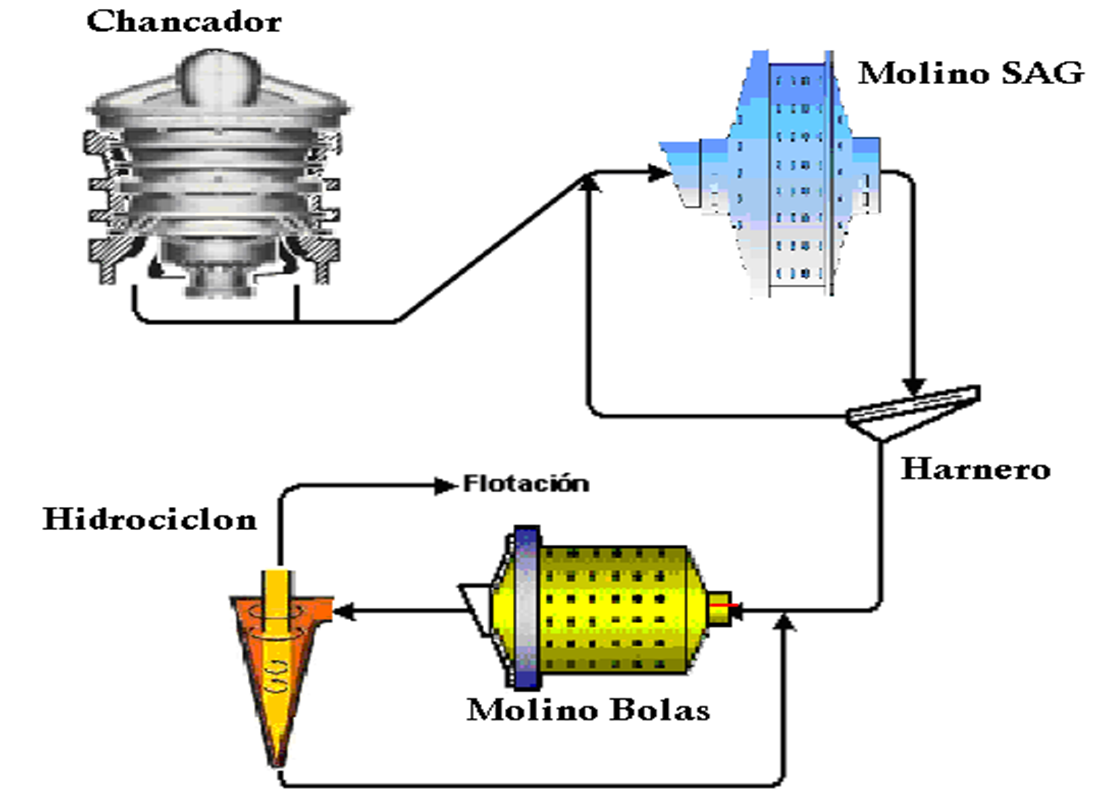 Chancador
Molino SAG
Harnero
Flotación
Hidrociclon
Molino Bolas